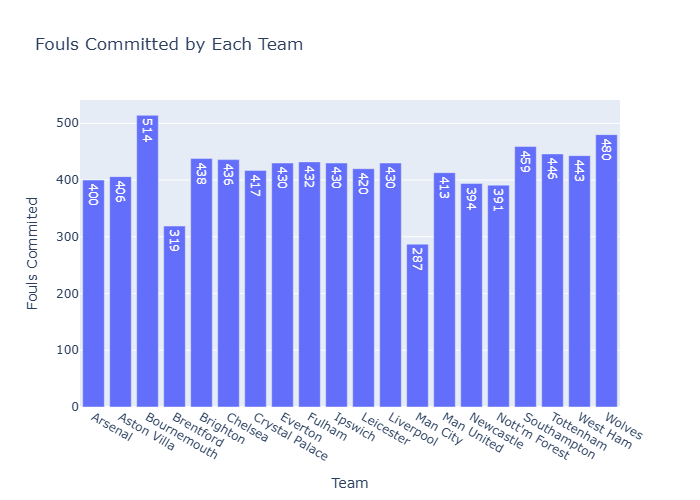 Fouls Committed by Each Team
Fouls Commited
500
400
300
200
100
0
400
406
514
319
438
436
417
430
432
430
420
430
287
413
394
391
459
446
443
480
Arsenal
Aston Villa
Bournemouth
Brentford
Brighton
Chelsea
Crystal Palace
Everton
Fulham
Ipswich
Leicester
Liverpool
Man City
Man United
Newcastle
Nott'm Forest
Southampton
Tottenham
West Ham
Wolves
Team